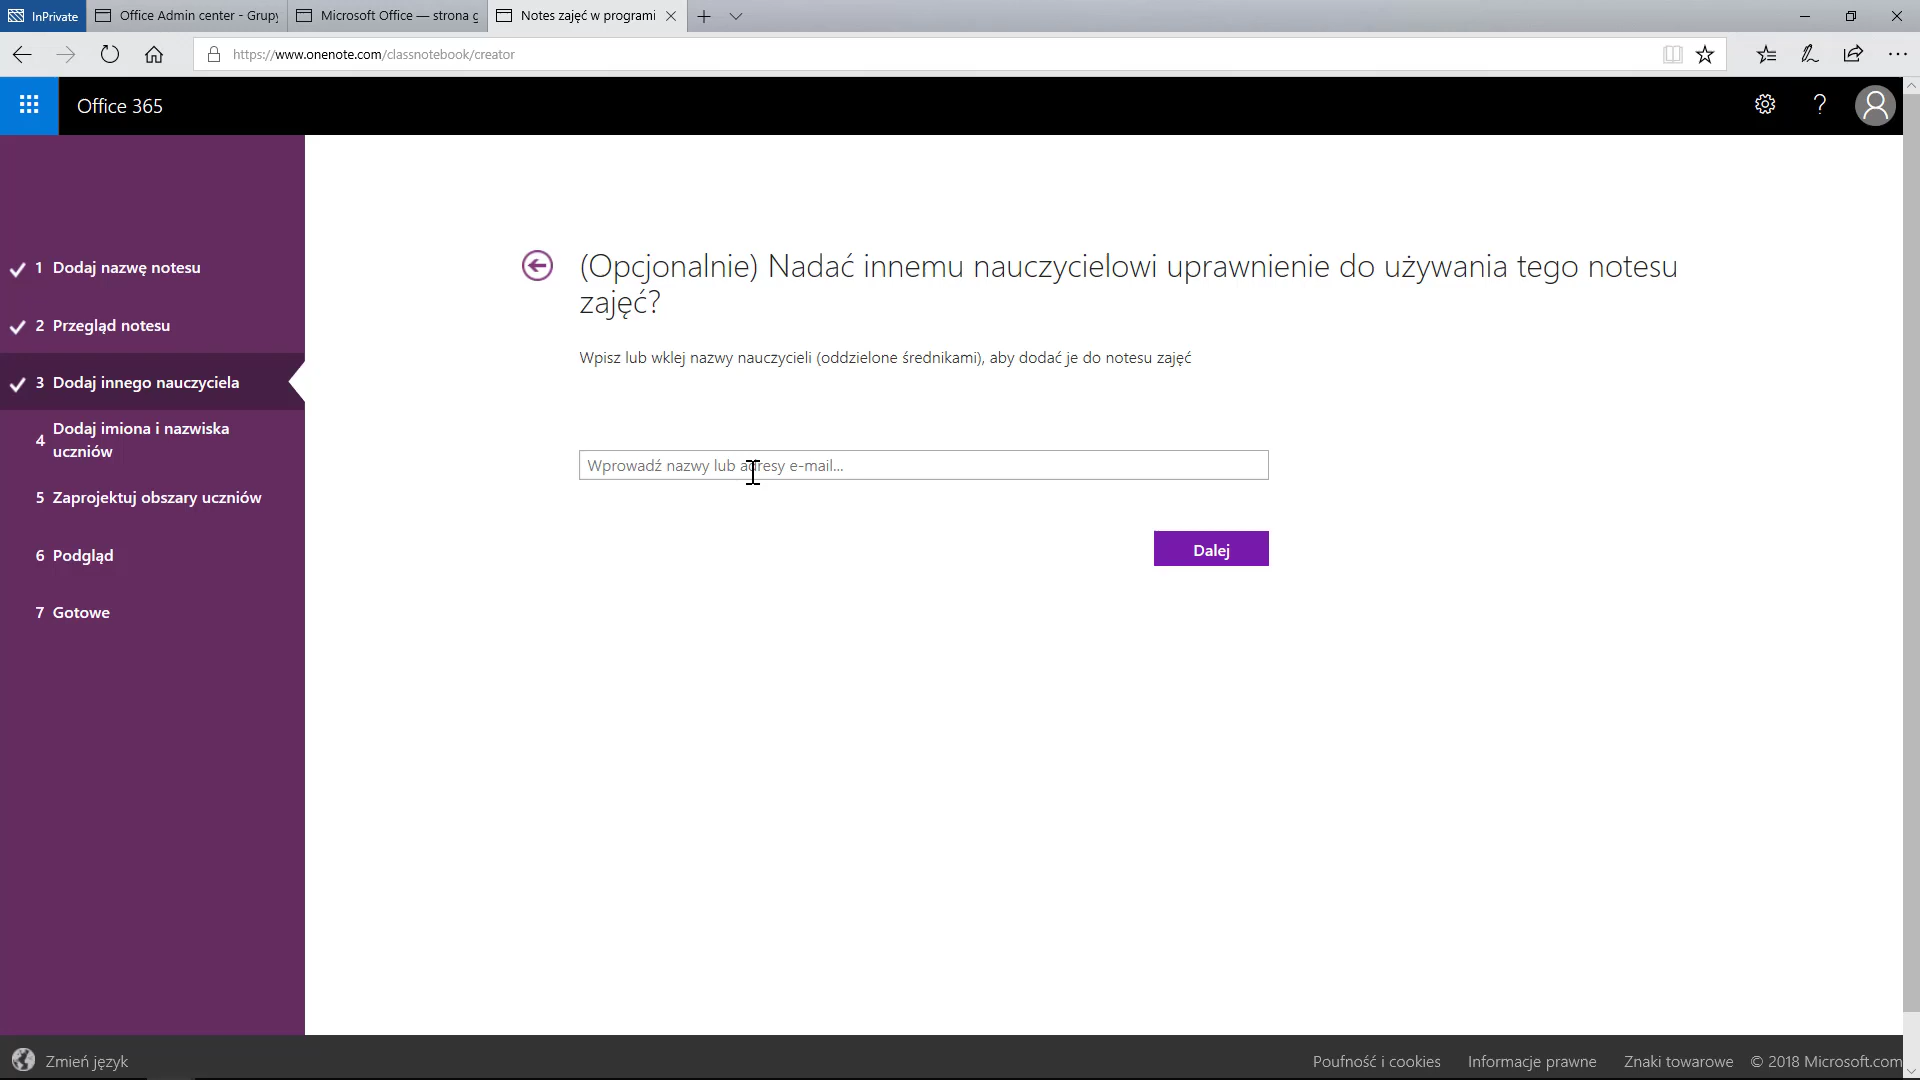 InPrivate
Office Admin center - Grupy
Microsoft Office — strona g
Notes zajęć w programi
https://www.onenote.com/classnotebook/creator
Office 365
?
1 Dodaj nazwę notesu
2 Przegląd notesu
3 Dodaj innego nauczyciela
4 Dodaj imiona i nazwiska
uczniów
5 Zaprojektuj obszary uczniów
6 Podgląd
7 Gotowe
(Opcjonalnie) Nadać innemu nauczycielowi uprawnienie do używania tego notesu
zajęć?
Wpisz lub wklej nazwy nauczycieli (oddzielone średnikami), aby dodać je do notesu zajęć
Wprowadź nazwy lub adresy e-mail...
Dalej
Zmień język
Poufność i cookies
Informacje prawne
Znaki towarowe
© 2018 Microsoft.com